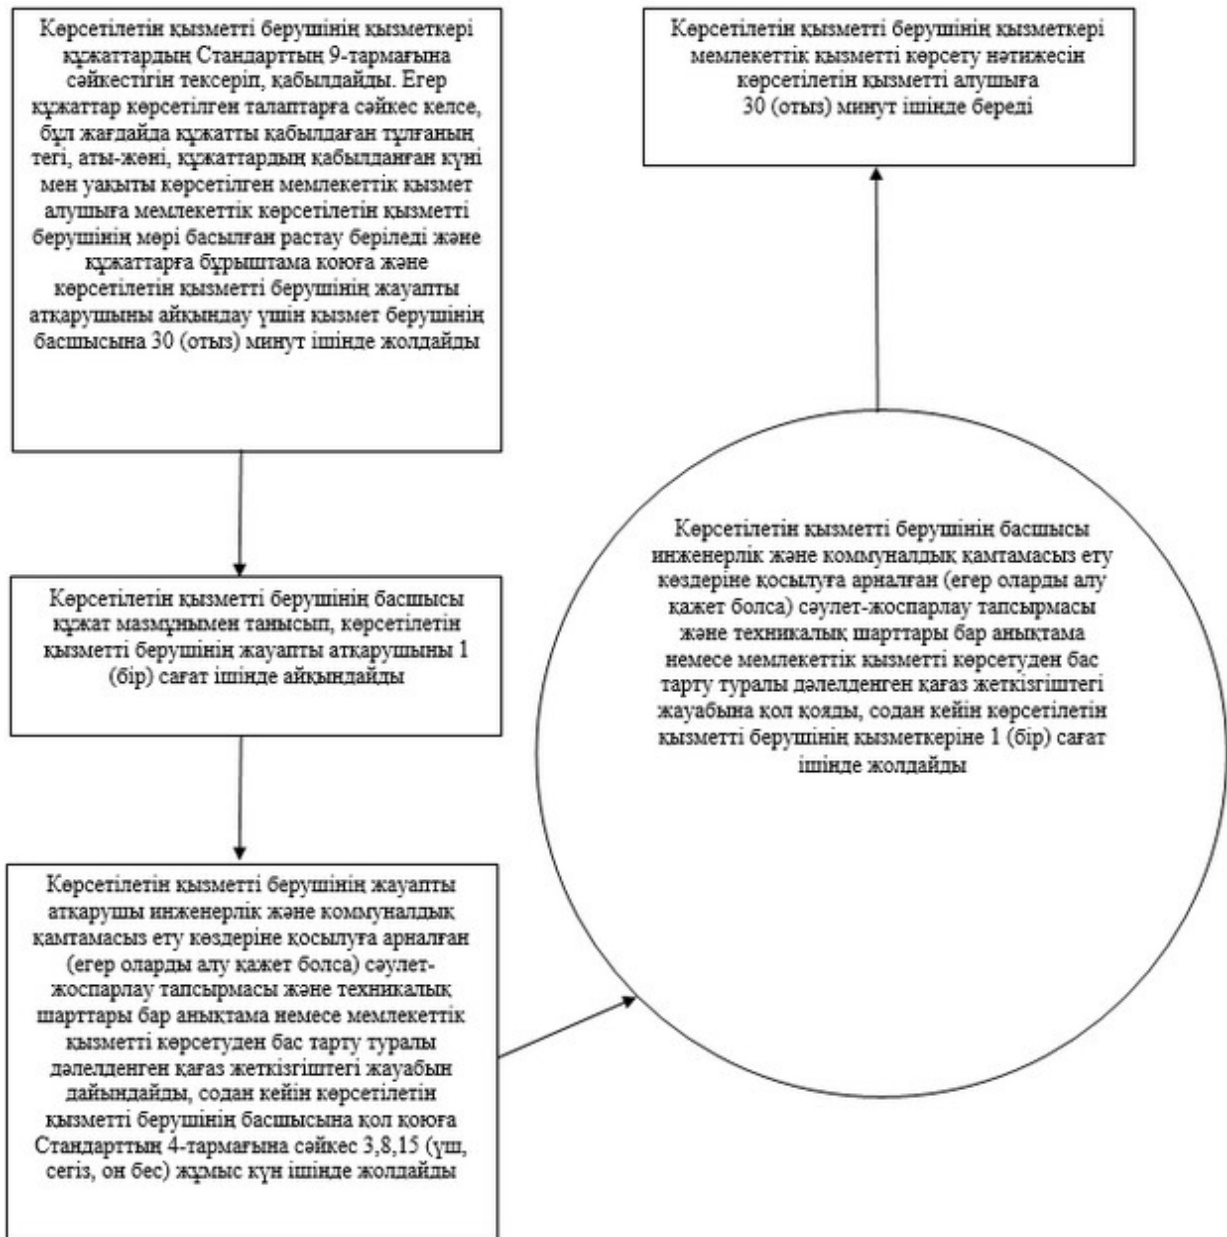 Көрсетілетін қызметті берушінің қызметкері
құжаттардың Стандарттың 9-тармағына
сәйкестігін тексеріп, қабылдайды. Егер
құжаттар көрсетілген талаптарға сәйкес келсе,
бұл жағдайда құжатты қабылдаған тұлғаның
тегі, аты-жөні, құжаттардың қабылданған күні
мен уақыты көрсетілген мемлекеттік қызмет
алушыға мемлекеттік көрсетілетін қызметті
берушінің мөрі басылған растау беріледі және
құжаттарға бұрыштама коюға және
көрсетілетін қызметті берушінің жауапты
атқарушыны айқындау үшін қызмет берушінің
басшысына 30 (отыз) минут ішінде жолдайды
Көрсетілетін қызметті берушінің басшысы
құжат мазмұнымен танысып, көрсетілетін
қызметті берушінің жауапты атқарушыны 1
(бір) сағат ішінде айқындайды
Көрсетілетін қызметті берушінің жауапты
атқарушы инженерлік және коммуналдық
қамтамасыз ету көздеріне қосылуға арналған
(егер оларды алу қажет болса) сәулет-
жоспарлау тапсырмасы және техникалық
шарттары бар анықтама немесе мемлекеттік
қызметті көрсетуден бас тарту туралы
дәлелденген қағаз жеткізгіштегі жауабын
дайындайды, содан кейін көрсетілетін
қызметті берушінің басшысына қол қоюға
Стандарттың 4-тармағына сәйкес 3,8,15 (үш,
сегіз, он бес) жұмыс күн ішінде жолдайды
Көрсетілетін қызметті берушінің басшысы
инженерлік және коммуналдық қамтамасыз ету
көздеріне қосылуға арналған (егер оларды алу
қажет болса) сәулет-жоспарлау тапсырмасы
және техникалық шарттары бар анықтама
немесе мемлекеттік қызметті көрсетуден бас
тарту туралы дәлелденген қағаз жеткізгіштегі
жауабына қол қояды, содан кейін көрсетілетін
қызметті берушінің қызметкеріне 1 (бір) сағат
ішінде жолдайды
Көрсетілетін қызметті берушінің қызметкері
мемлекеттік қызметті көрсету нәтижесін
көрсетілетін қызметті алушыға
30 (отыз) минут ішінде береді